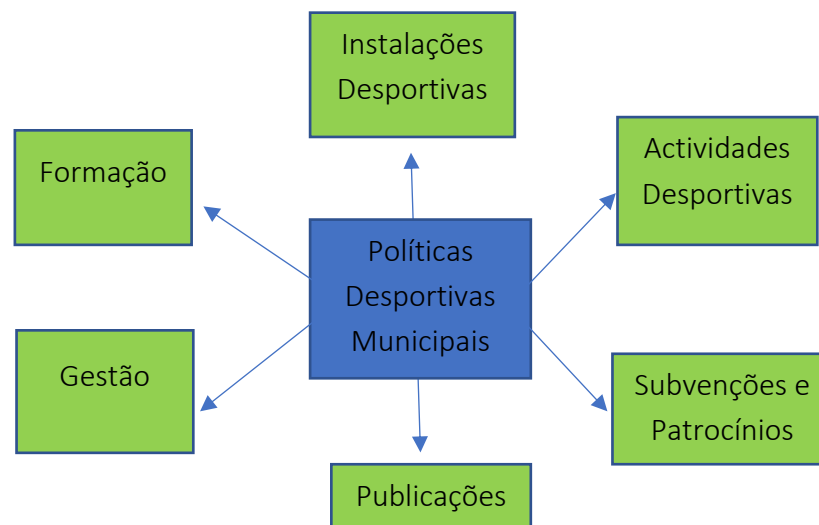 Instalações
Desportivas
Formação
Actividades
Desportivas
Políticas
Desportivas
Municipais
Gestão
Subvenções e
Patrocínios
Publicações